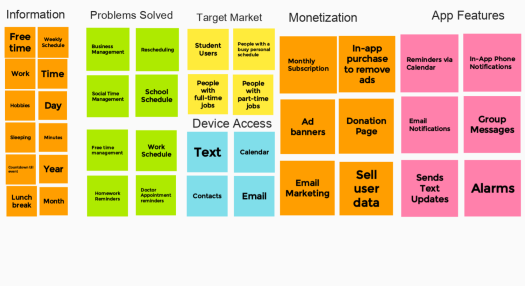 Information
Free
time
Weekly
Schedule
Work
Time
Hobbies
Day
Sleeping
Minutes
Countdown till
event
Year
Lunch
break
Month
Problems Solved
Business
Management
Rescheduling
Social Time
Management
School
Schedule
Free time
management
Work
Schedule
Homework
Reminders
Doctor
Appointment
reminders
Target Market
Student
Users
People with a
busy personal
schedule
People
with
full-time
jobs
People
with
part-time
jobs
Device Access
Text
Calendar
Contacts
Email
Monetization
Monthly
Subscription
In-app
purchase
to remove
ads
Ad
banners
Donation
Page
Email
Marketing
Sell
user
data
App Features
Reminders via
Calendar
In-App Phone
Notifications
Email
Notifications
Group
Messages
Sends
Text
Updates
Alarms